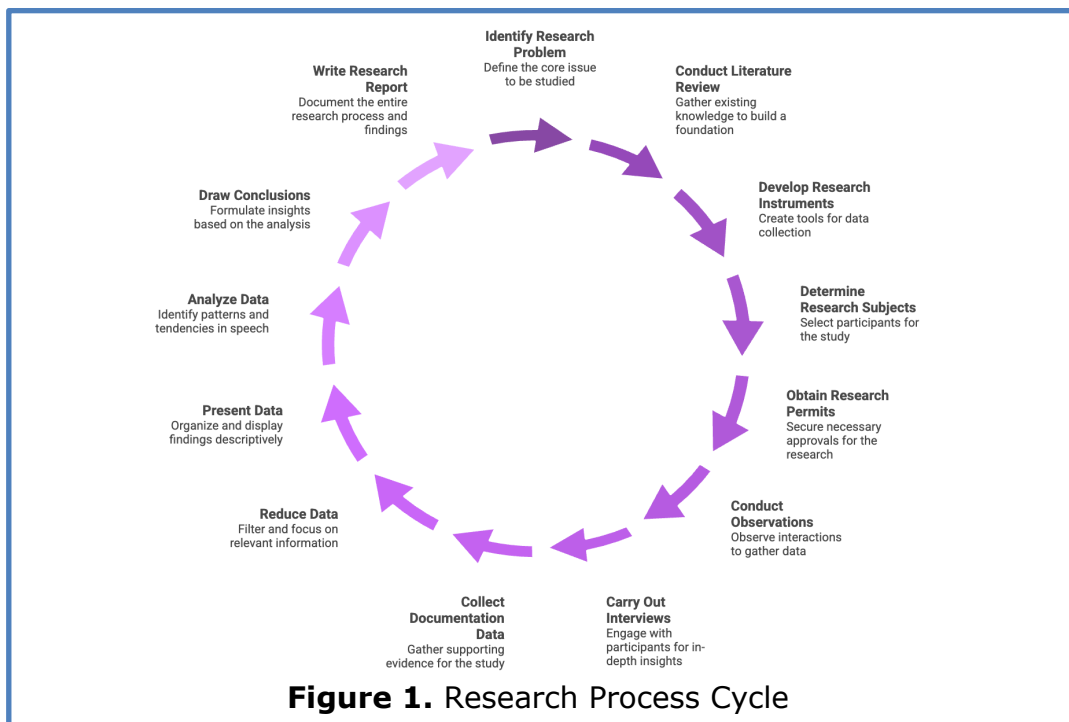 Identify Research
Problem
Define the core issue
to be studied
Conduct Literature
Review
Gather existing
knowledge to build a
foundation
Develop Research
Instruments
Create tools for data
collection
Determine
Research Subjects
Select participants for
the study
Obtain Research
Permits
Secure necessary
approvals for the
research
Conduct
Observations
Observe interactions
to gather data
Carry Out
Interviews
Engage with
participants for in-
depth insights
Collect
Documentation
Data
Gather supporting
evidence for the study
Reduce Data
Filter and focus on
relevant information
Present Data
Organize and display
findings descriptively
Analyze Data
Identify patterns and
tendencies in speech
Draw Conclusions
Formulate insights
based on the analysis
Write Research
Report
Document the entire
research process and
findings
Figure 1. Research Process Cycle